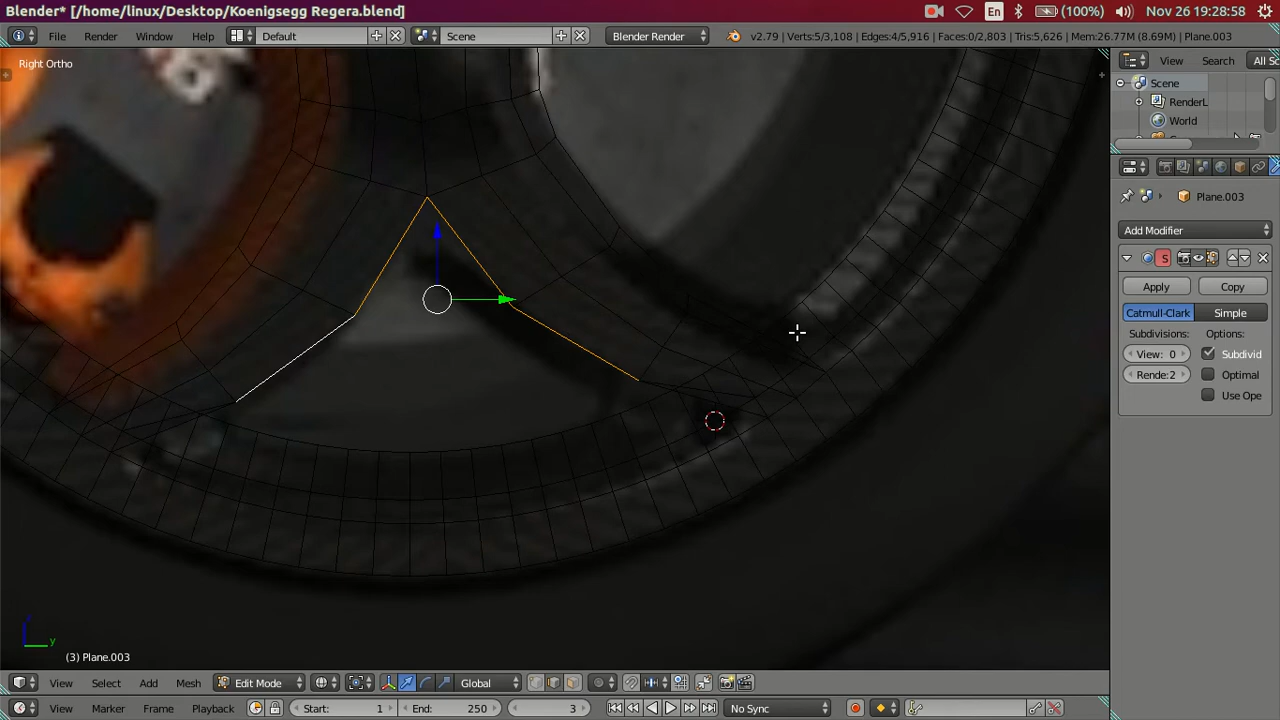 Blender* [/home/linux/Desktop/Koenigsegg Regera.blend]
En
(100%)
Nov 26 19:28:58
File
Render
Window
Help
Default
Scene
Blender Render
v2.79 | Verts:5/3,108 | Edges:4/5,916 | Faces:0/2,803 | Tris:5,626 | Mem:26.77M (8.69M) | Plane.003
Right Ortho
View
Search
All Sc
Scene
RenderL
World
Plane.003
Add Modifier
S
Apply
Copy
Catmull-Clark
Simple
Subdivisions:
Options:
View: 0
Subdivid
Rende:2
Optimal
Use Ope
y
(3) Plane.003
View
Select
Add
Mesh
Edit Mode
Global
View
Marker
Frame
Playback
Start: 1
End: 250
3
No Sync